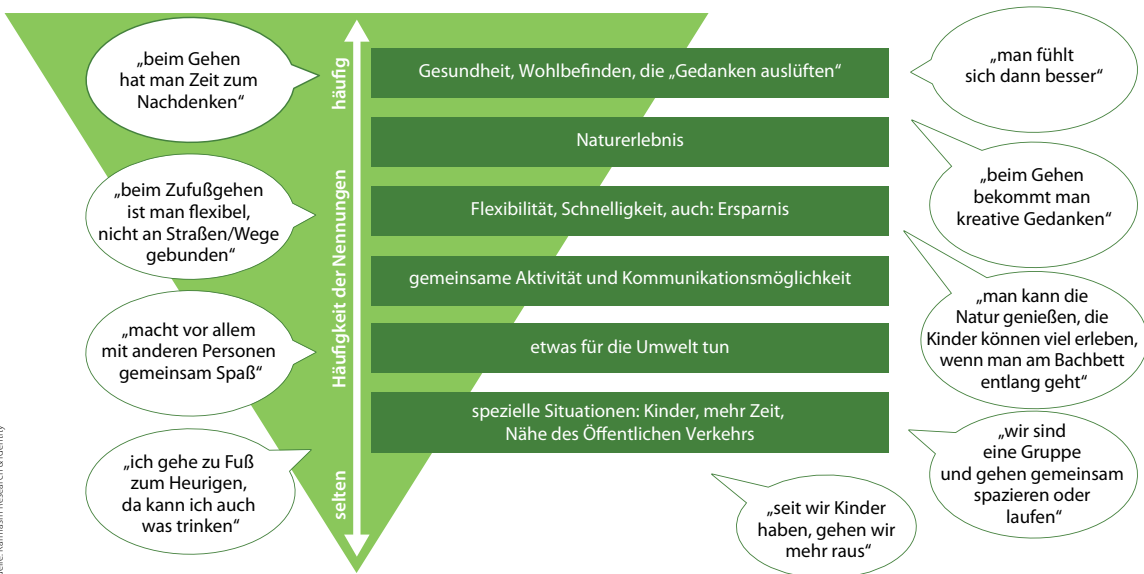 „beim Gehen
hat man Zeit zum
Nachdenken“
„beim Zufußgehen
ist man flexibel,
nicht an Straßen/Wege
gebunden“
„macht vor allem
mit anderen Personen
gemeinsam Spaß“
„ich gehe zu Fuß
zum Heurigen,
da kann ich auch
was trinken“
häufig
Häufigkeit der Nennungen
selten
Gesundheit, Wohlbefinden, die „Gedanken auslüften“
Naturerlebnis
Flexibilität, Schnelligkeit, auch: Ersparnis
gemeinsame Aktivität und Kommunikationsmöglichkeit
etwas für die Umwelt tun
spezielle Situationen: Kinder, mehr Zeit,
Nähe des Öffentlichen Verkehrs
„man fühlt
sich dann besser“
„beim Gehen
bekommt man
kreative Gedanken“
„man kann die
Natur genießen, die
Kinder können viel erleben,
wenn man am Bachbett
entlang geht“
„wir sind
eine Gruppe
und gehen gemeinsam
spazieren oder
laufen“
„seit wir Kinder
haben, gehen wir
mehr raus“
Research &Identity